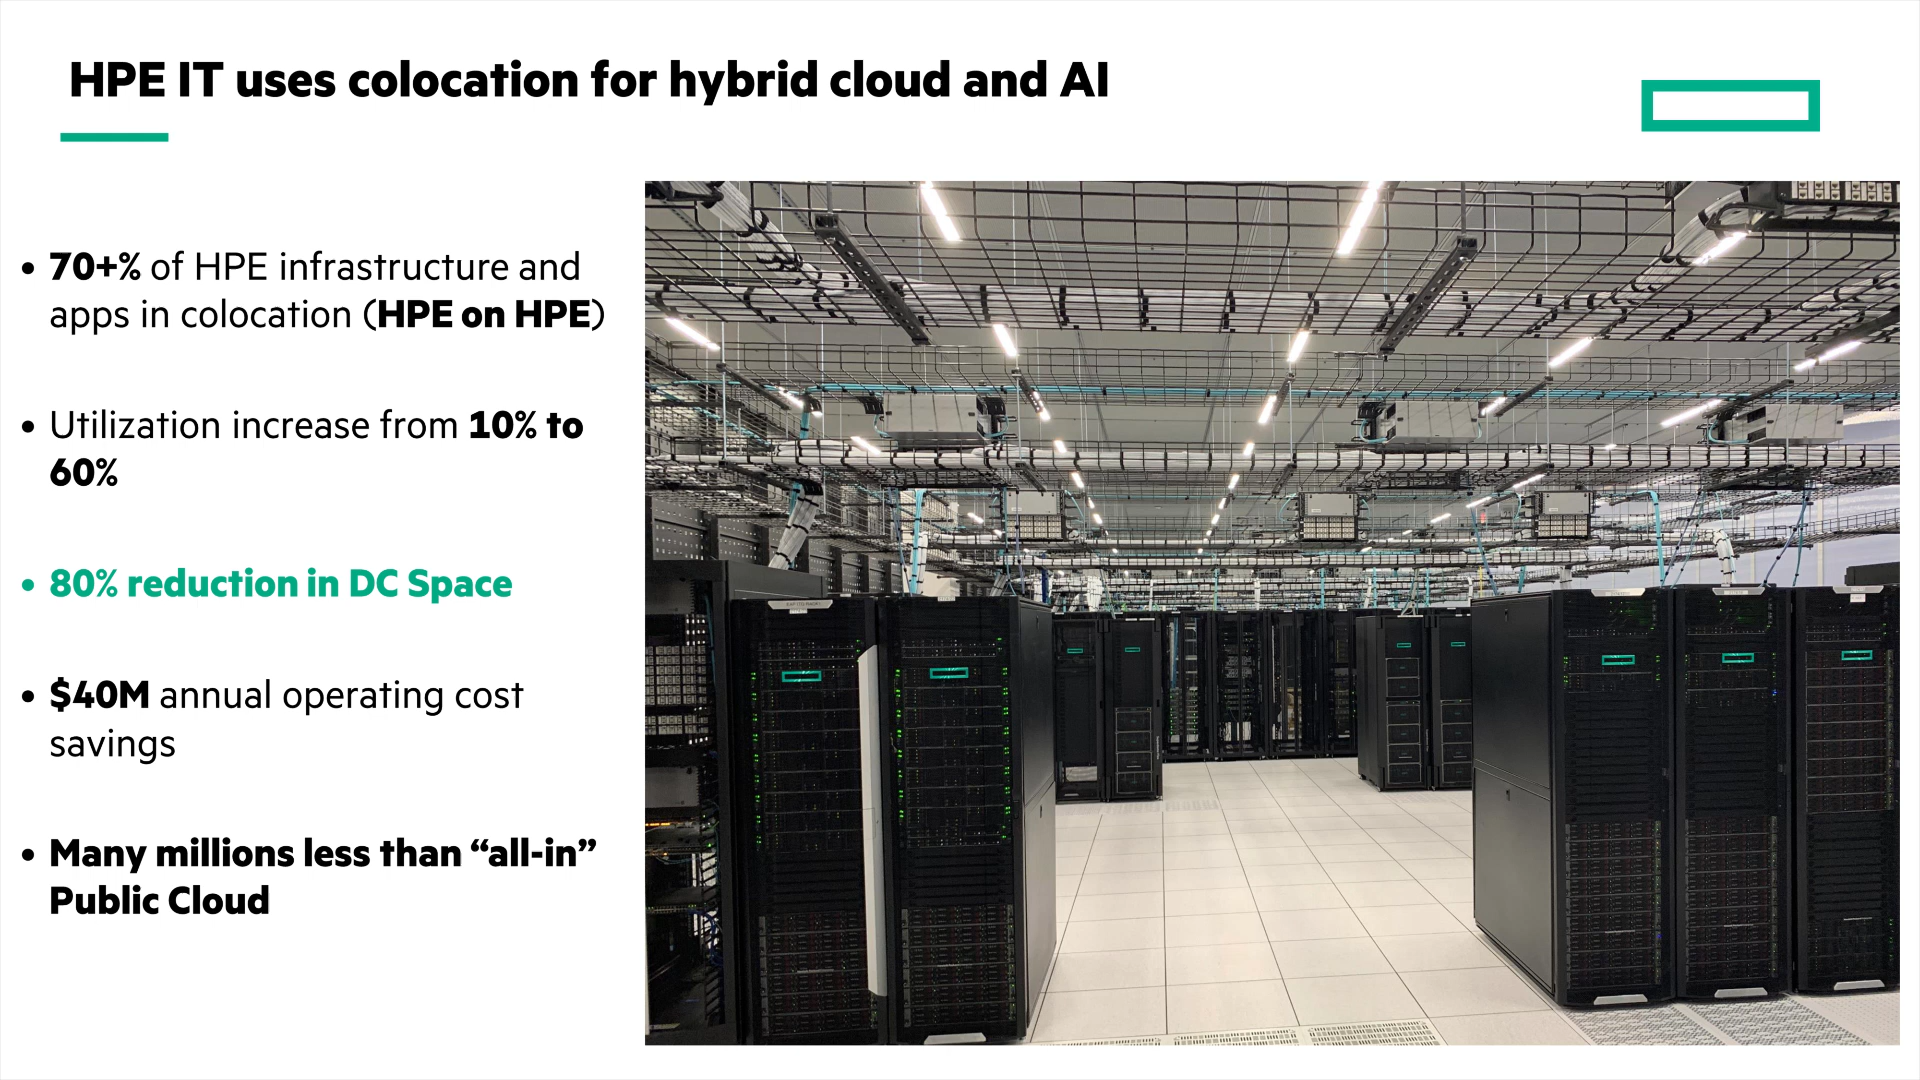 HPE IT uses colocation for hybrid cloud and AI
• 70+% of HPE infrastructure and
apps in colocation (HPE on HPE)
• Utilization increase from 10% to
60%
• 80% reduction in DC Space
• $40M annual operating cost
savings
• Many millions less than “all-in”
Public Cloud